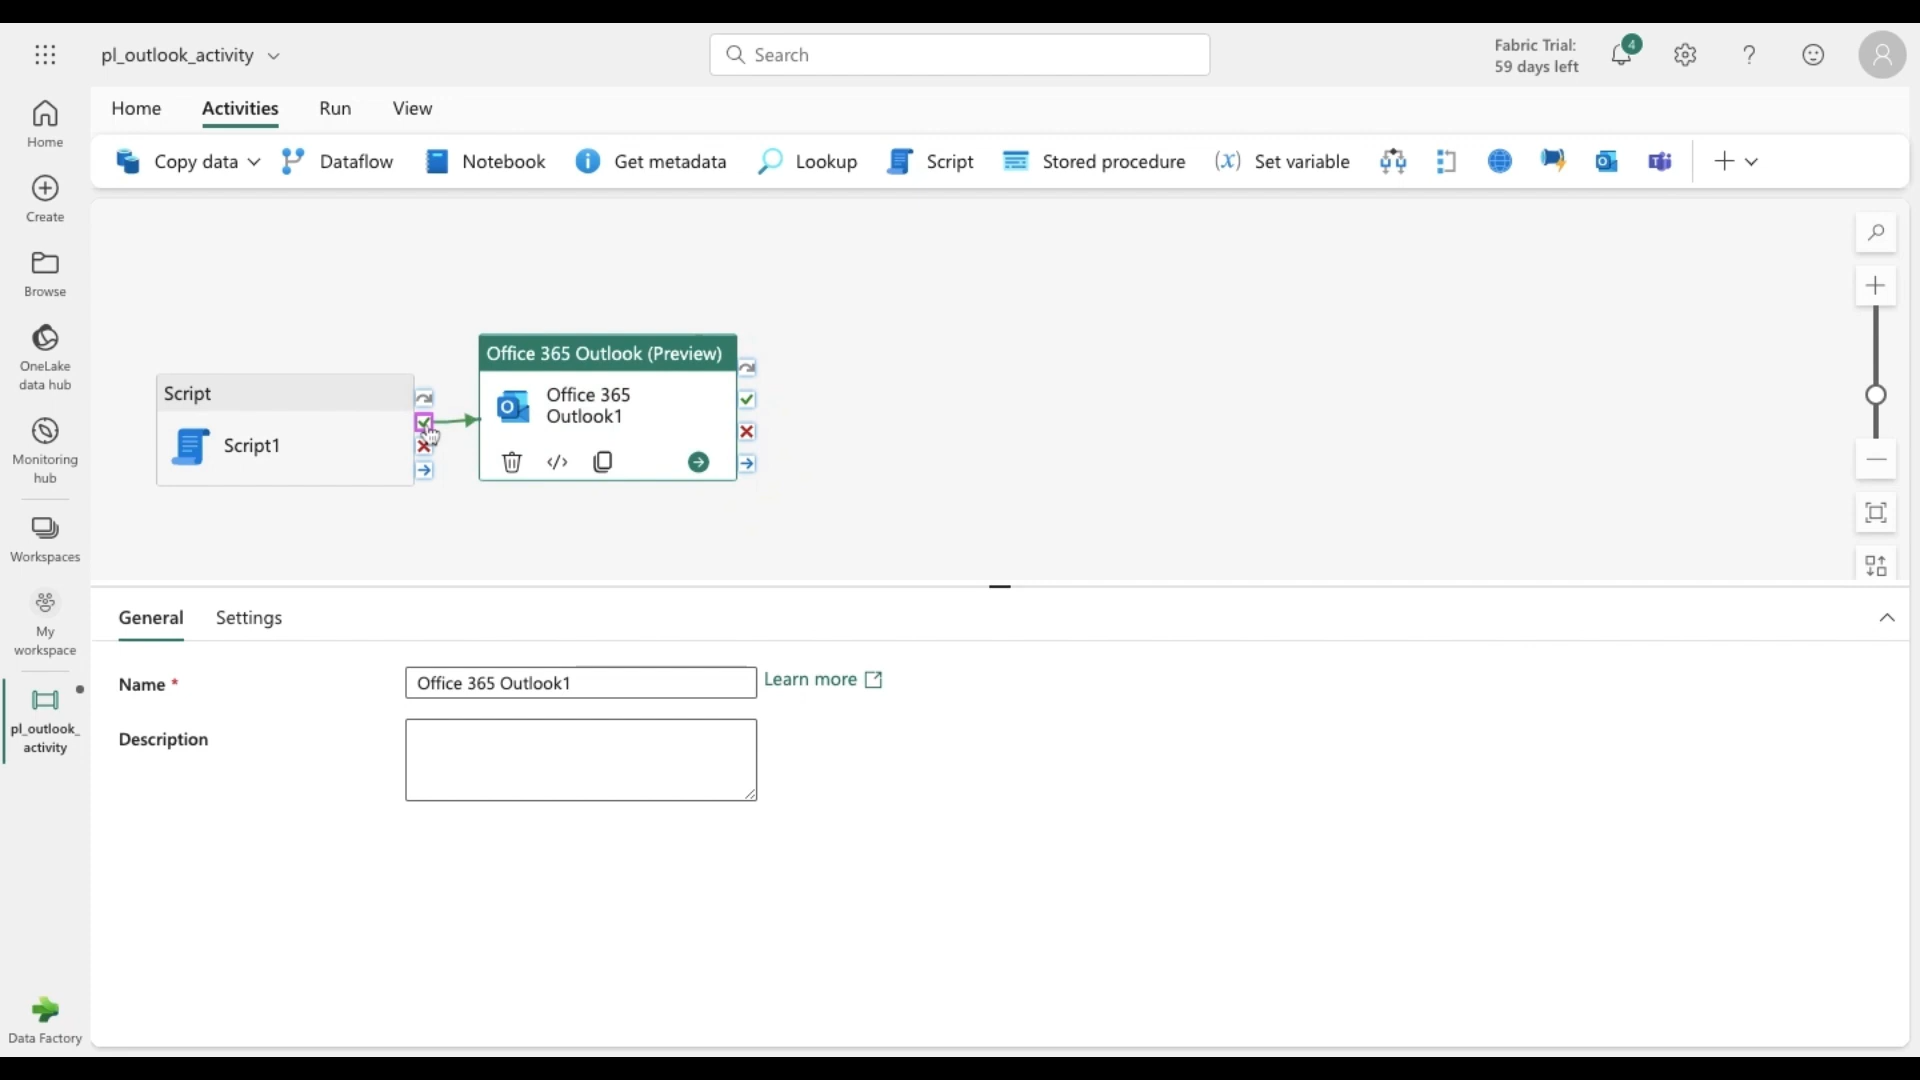 pl_outlook_activity
Search
Fabric Trial:
59 days left
4
Home
Activities
Run
View
Copy data
Dataflow
Notebook
Get metadata
Lookup
Script
Stored procedure
(x) Set variable
Home
Create
Browse
OneLake
data hub
Monitoring
hub
Workspaces
My
workspace
pl_outlook_
activity
Data Factory
Script
Script1
Office 365 Outlook (Preview)
Office 365
Outlook1
General
Settings
Name *
Office 365 Outlook1
Learn more
Description